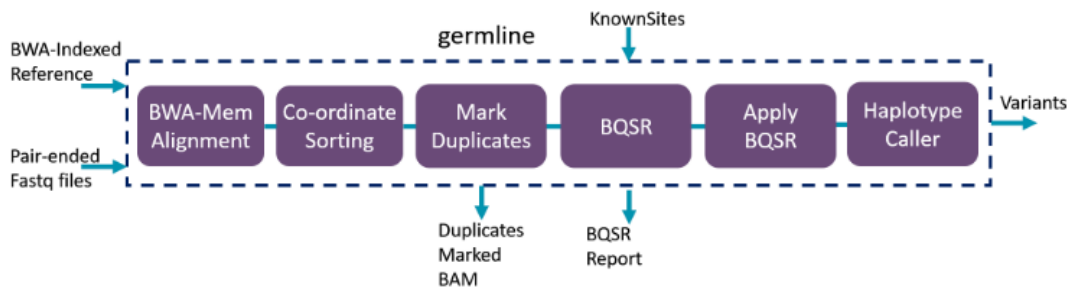 KnownSites
germline
BWA-Indexed
Reference
Pair-ended
Fastq files
BWA-Mem
Alignment
Co-ordinate
Sorting
Mark
Duplicates
BQSR
Apply
BQSR
Haplotype
Caller
Variants
Duplicates
Marked
BAM
BQSR
Report